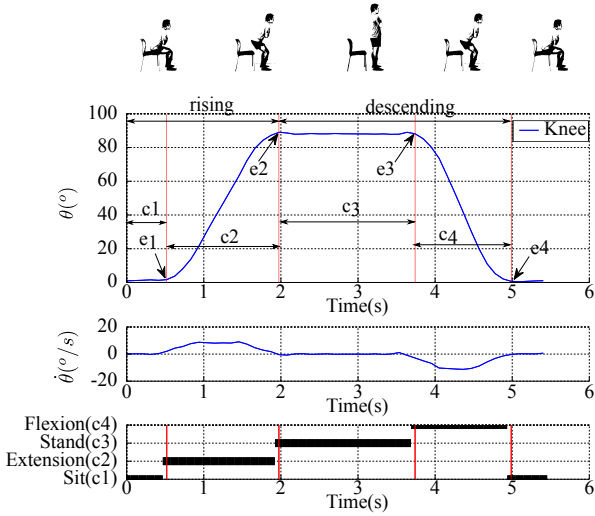 rising
descending
100
80
60
40
20
0
θ(°)
Knee
e2
e3
c1
c3
e1
c2
c4
e4
0 1 2 3 4 5 6
Time(s)
20
0
-20
θ̇(°/s)
0 1 2 3 4 5 6
Time(s)
Flexion(c4)
Stand(c3)
Extension(c2)
Sit(c1)
0 1 2 3 4 5 6
Time(s)